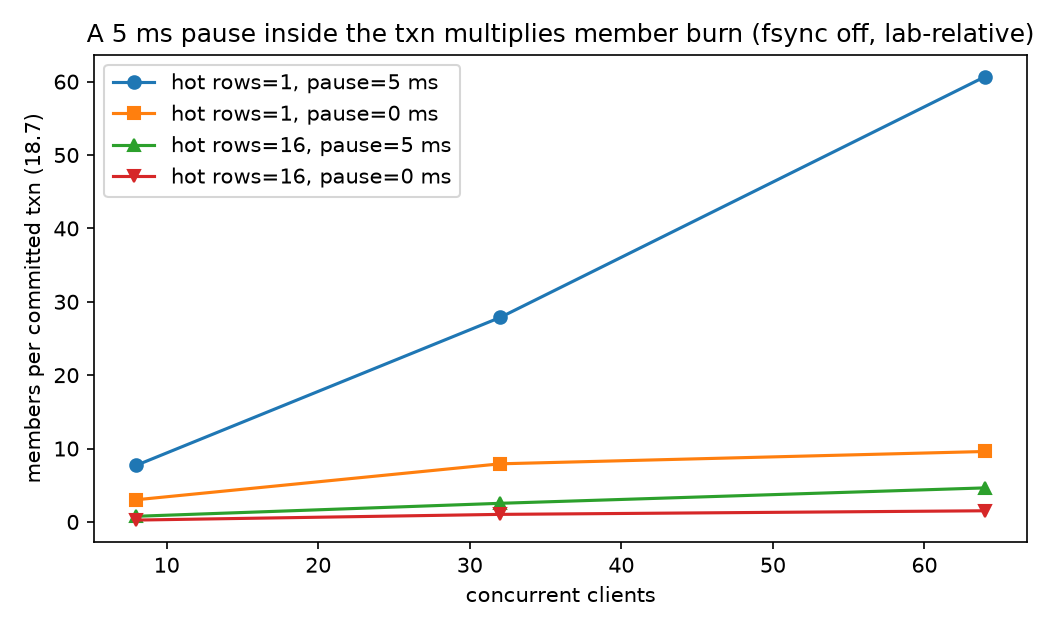 A 5 ms pause inside the txn multiplies member burn (fsync off, lab-relative)
hot rows=1, pause=5 ms
hot rows=1, pause=0 ms
hot rows=16, pause=5 ms
hot rows=16, pause=0 ms
members per committed txn (18.7)
60
50
40
30
20
10
0
10
20
30
40
50
60
concurrent clients